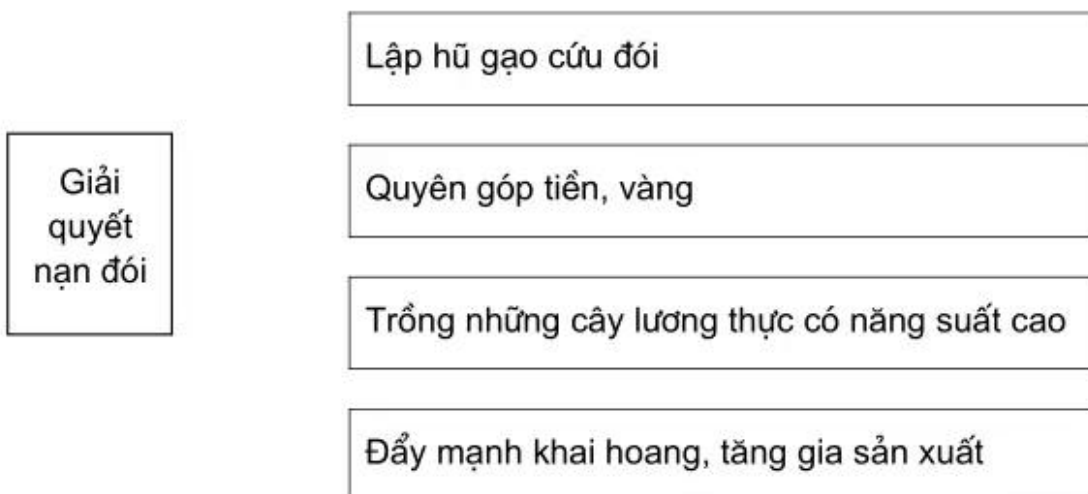 Giải
quyết
nạn đói
Lập hũ gạo cứu đói
Quyên góp tiền, vàng
Trồng những cây lương thực có năng suất cao
Đẩy mạnh khai hoang, tăng gia sản xuất